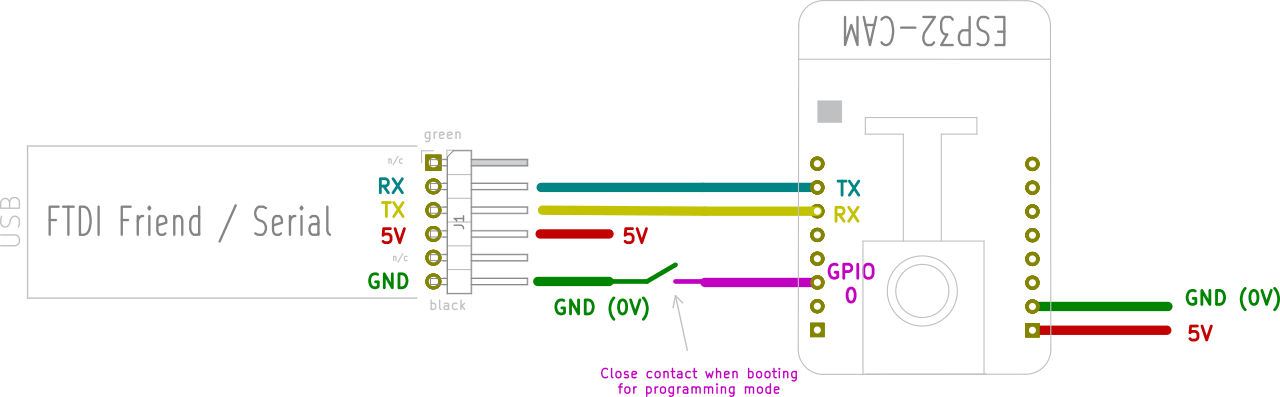 ESP32-CAM
green
n/c
RX
TX
5V
n/c
GND
black
USB
FTDI Friend / Serial
J1
TX
RX
5V
GPIO
0
GND (0V)
GND (0V)
5V
Close contact when booting
for programming mode